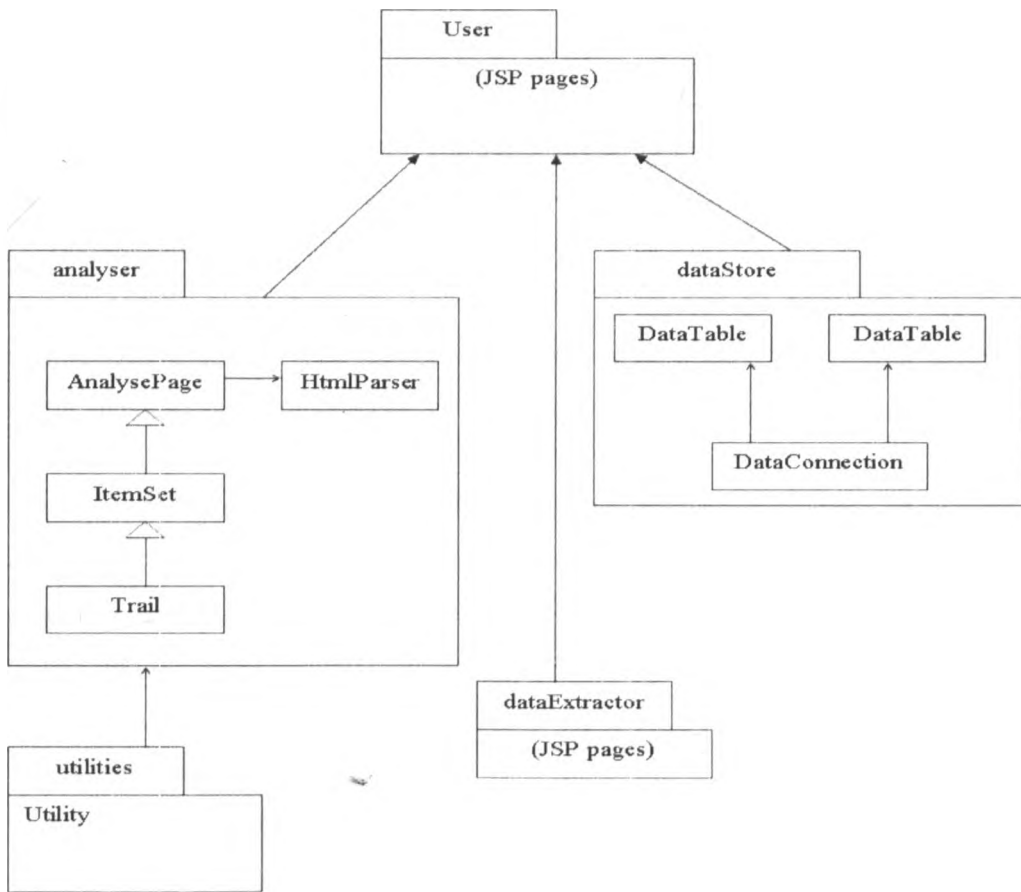 User
(JSP pages)
analyser
AnalysePage
HtmlParser
ItemSet
Trail
dataStore
DataTable
DataTable
DataConnection
dataExtractor
(JSP pages)
utilities
Utility